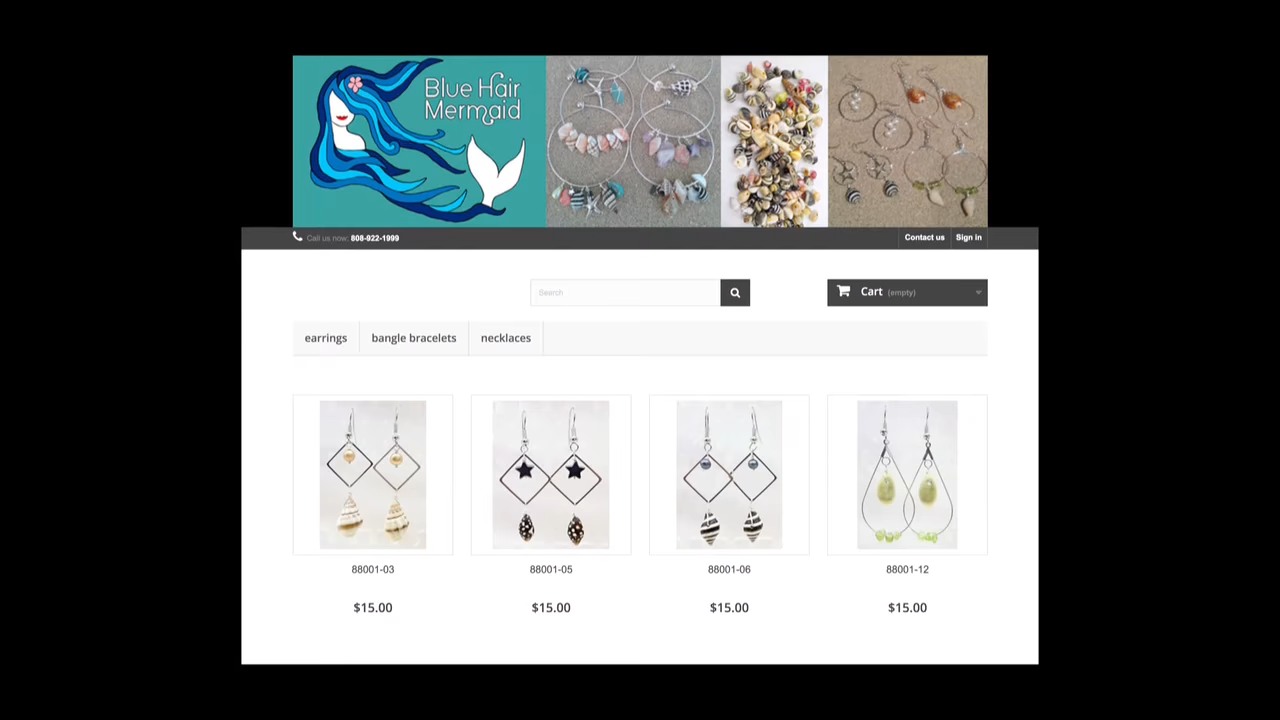 Blue Hair
Mermaid
Call us now: 808-922-1999
Contact us
Sign in
Search
Cart (empty)
earrings
bangle bracelets
necklaces
88001-03
88001-05
88001-06
88001-12
$15.00
$15.00
$15.00
$15.00